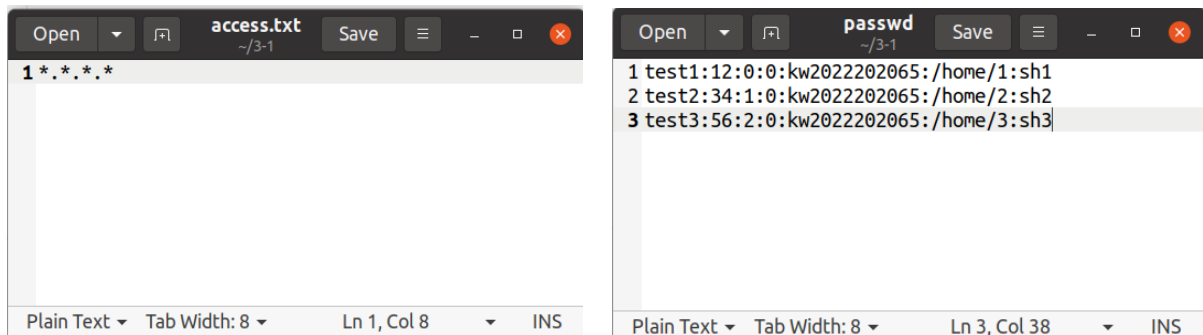 Open
access.txt
~/3-1
Save
1 *.*.*.*
Plain Text
Tab Width: 8
Ln 1, Col 8
INS
Open
passwd
~/3-1
Save
1 test1:12:0:0:kw2022202065:/home/1:sh1
2 test2:34:1:0:kw2022202065:/home/2:sh2
3 test3:56:2:0:kw2022202065:/home/3:sh3
Plain Text
Tab Width: 8
Ln 3, Col 38
INS